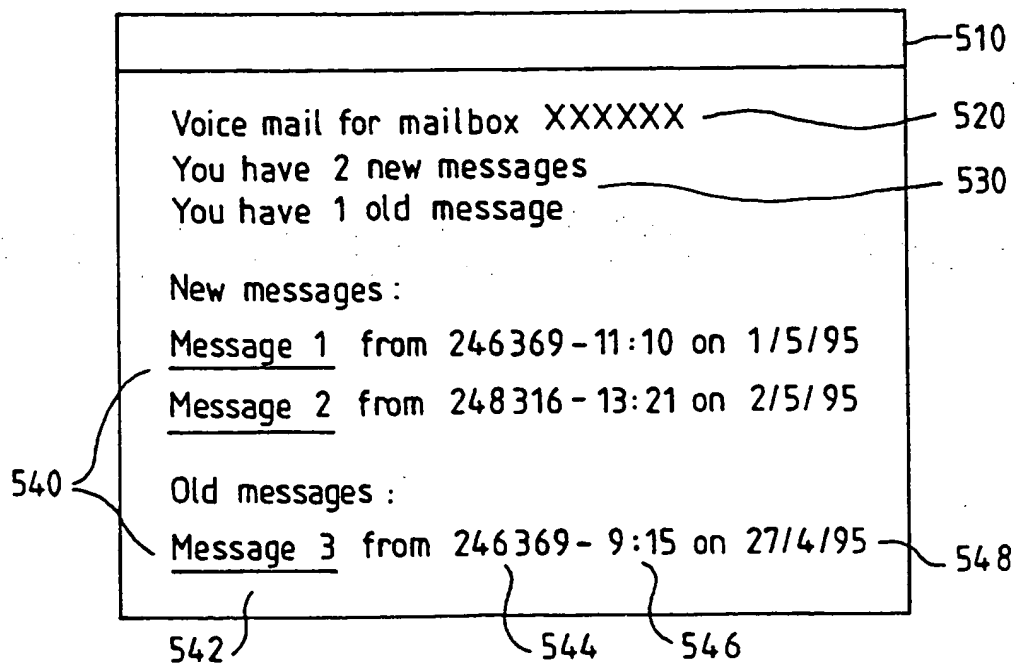 510
Voice mail for mailbox XXXXXX
520
You have 2 new messages
530
You have 1 old message
New messages :
Message 1 from 246369-11:10 on 1/5/95
Message 2 from 248316-13:21 on 2/5/95
540
Old messages :
Message 3 from 246369- 9:15 on 27/4/95
548
542
544
546